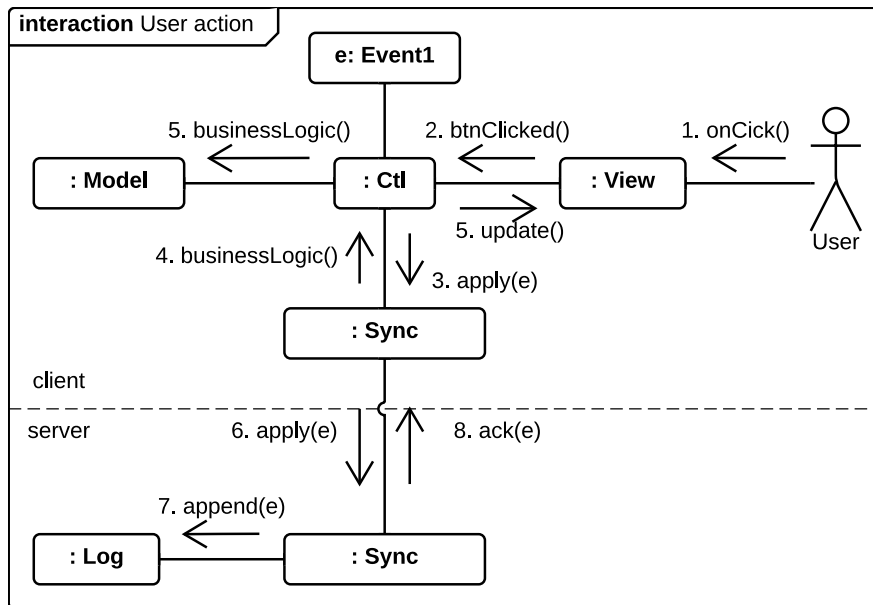 interaction User action
e: Event1
5. businessLogic()
2. btnClicked()
1. onCick()
: Model
: Ctl
: View
5. update()
User
4. businessLogic()
3. apply(e)
: Sync
client
server
6. apply(e)
8. ack(e)
7. append(e)
: Log
: Sync